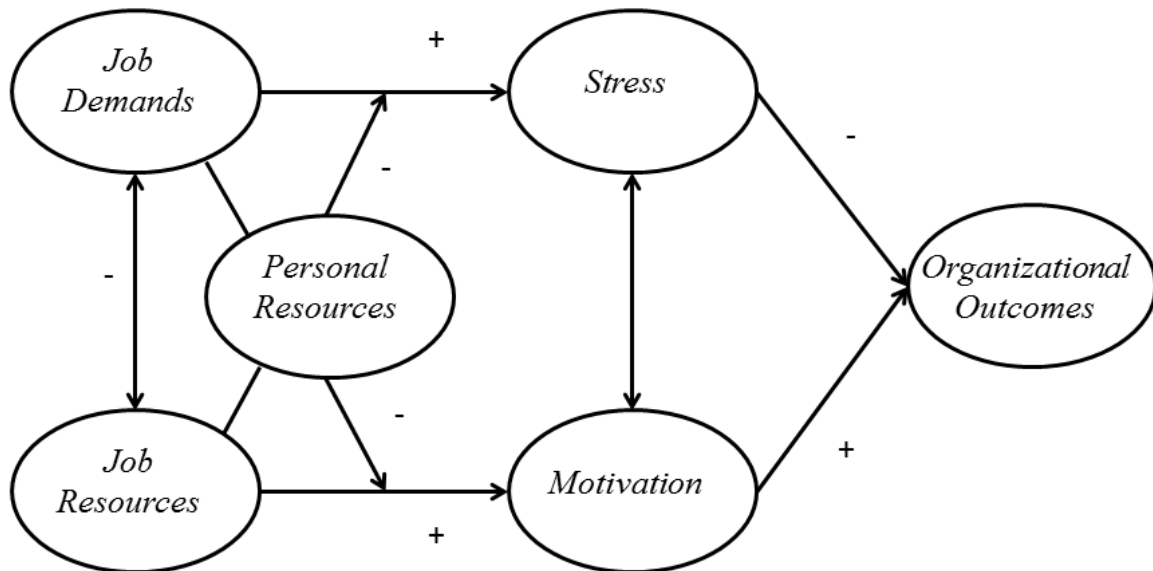 Job
Demands
+
Stress
-
-
Personal
Resources
-
Organizational
Outcomes
-
Job
Resources
+
Motivation
+